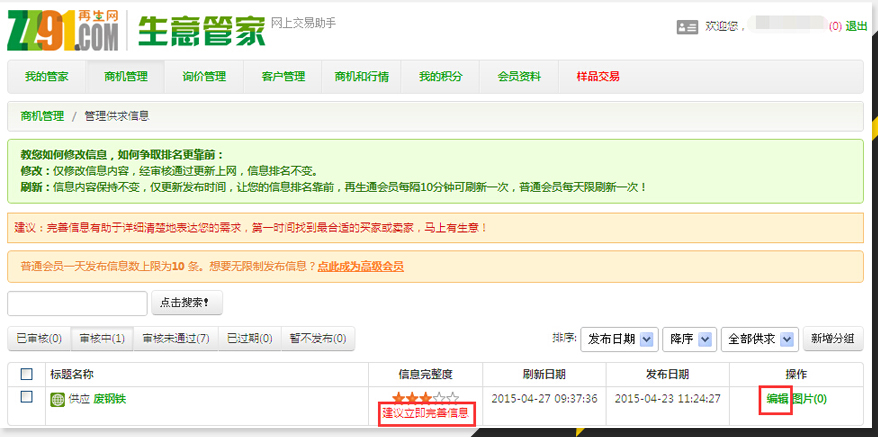 ZZ91.COM 再生网 生意管家 网上交易助手 欢迎您， (0) 退出
我的管家 商机管理 询价管理 客户管理 商机和行情 我的积分 会员资料 样品交易
商机管理 / 管理供求信息
教您如何修改信息，如何争取排名更靠前：
修改：仅修改信息内容，经审核通过更新上网，信息排名不变。
刷新：信息内容保持不变，仅更新发布时间，让您的信息排名靠前，再生通会员每隔10分钟可刷新一次，普通会员每天限刷新一次！
建议：完善信息有助于详细清楚地表达您的需求，第一时间找到最合适的买家或卖家，马上有生意！
普通会员一天发布信息数上限为10 条。想要无限制发布信息？点此成为高级会员
点击搜索！
已审核(0) 审核中(1) 审核未通过(7) 已过期(0) 暂不发布(0) 排序: 发布日期 降序 全部供求 新增分组
标题名称 信息完整度 刷新日期 发布日期 操作
供应 废钢铁 2015-04-27 09:37:36 2015-04-23 11:24:27 编辑 图片(0)
建议立即完善信息